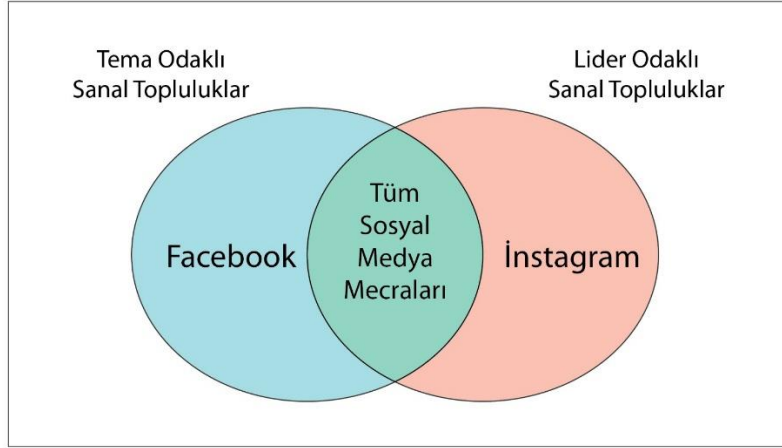 Tema Odaklı
Sanal Topluluklar
Lider Odaklı
Sanal Topluluklar
Facebook
Tüm
Sosyal
Medya
Mecraları
İnstagram